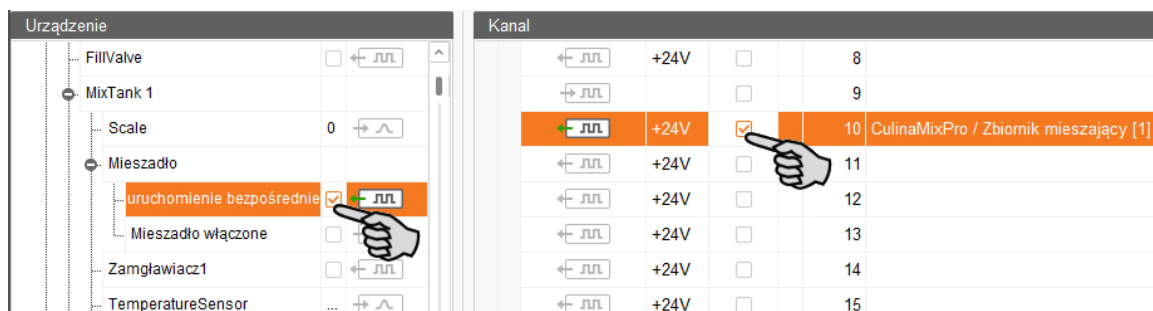 Urządzenie
Kanal
FillValve
+24V
8
MixTank 1
9
Scale
0
+24V
10
CulinaMixPro / Zbiornik mieszający [1]
Mieszadło
+24V
11
uruchomienie bezpośrednie
+24V
12
Mieszadło włączone
+24V
13
Zamgławiacz1
+24V
14
TemperatureSensor
...
+24V
15